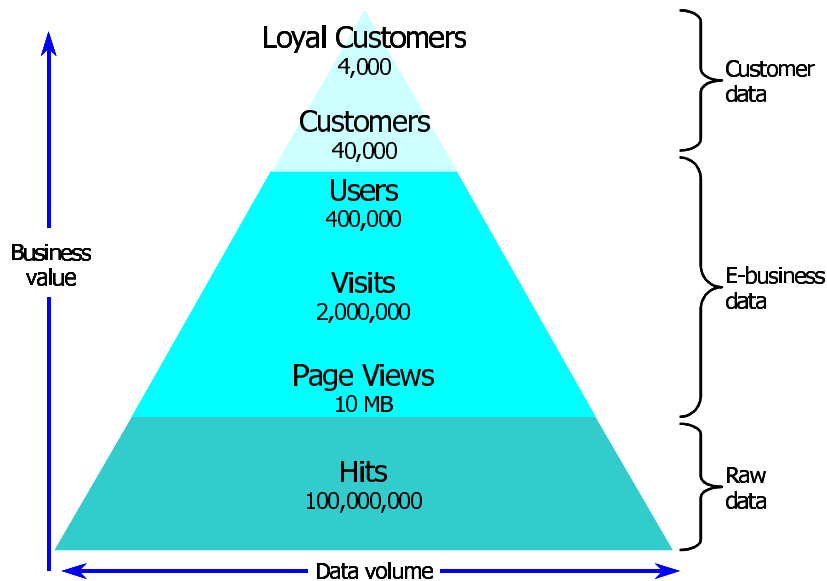 Loyal Customers
4,000
Customers
40,000
Users
400,000
Visits
2,000,000
Page Views
10 MB
Hits
100,000,000
Business
value
Data volume
Customer
data
E-business
data
Raw
data